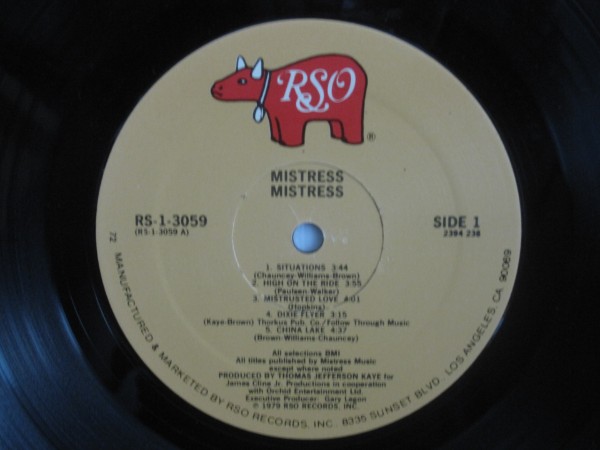 RSO
®
MISTRESS
MISTRESS
RS-1-3059
(RS-1-3059 A)
SIDE 1
2394 238
1. SITUATIONS 3:44
(Chauncey-Williams-Brown)
2. HIGH ON THE RIDE 3:55
(Paulsen-Walker)
3. MISTRUSTED LOVE 4:01
(Hopkins)
4. DIXIE FLYER 3:15
(Kaye-Brown) Thorkus Pub. Co./Follow Through Music
5. CHINA LAKE 4:37
(Brown-Williams-Chauncey)
All selections BMI
All titles published by Mistress Music
except where noted
PRODUCED BY THOMAS JEFFERSON KAYE for
James Cline Jr. Productions in cooperation
with Orchid Entertainment Ltd.
Executive Producer: Gary Lagon
℗ 1979 RSO RECORDS, INC.
72 MANUFACTURED & MARKETED BY RSO RECORDS, INC. 8335 SUNSET BLVD. LOS ANGELES, CA. 90069